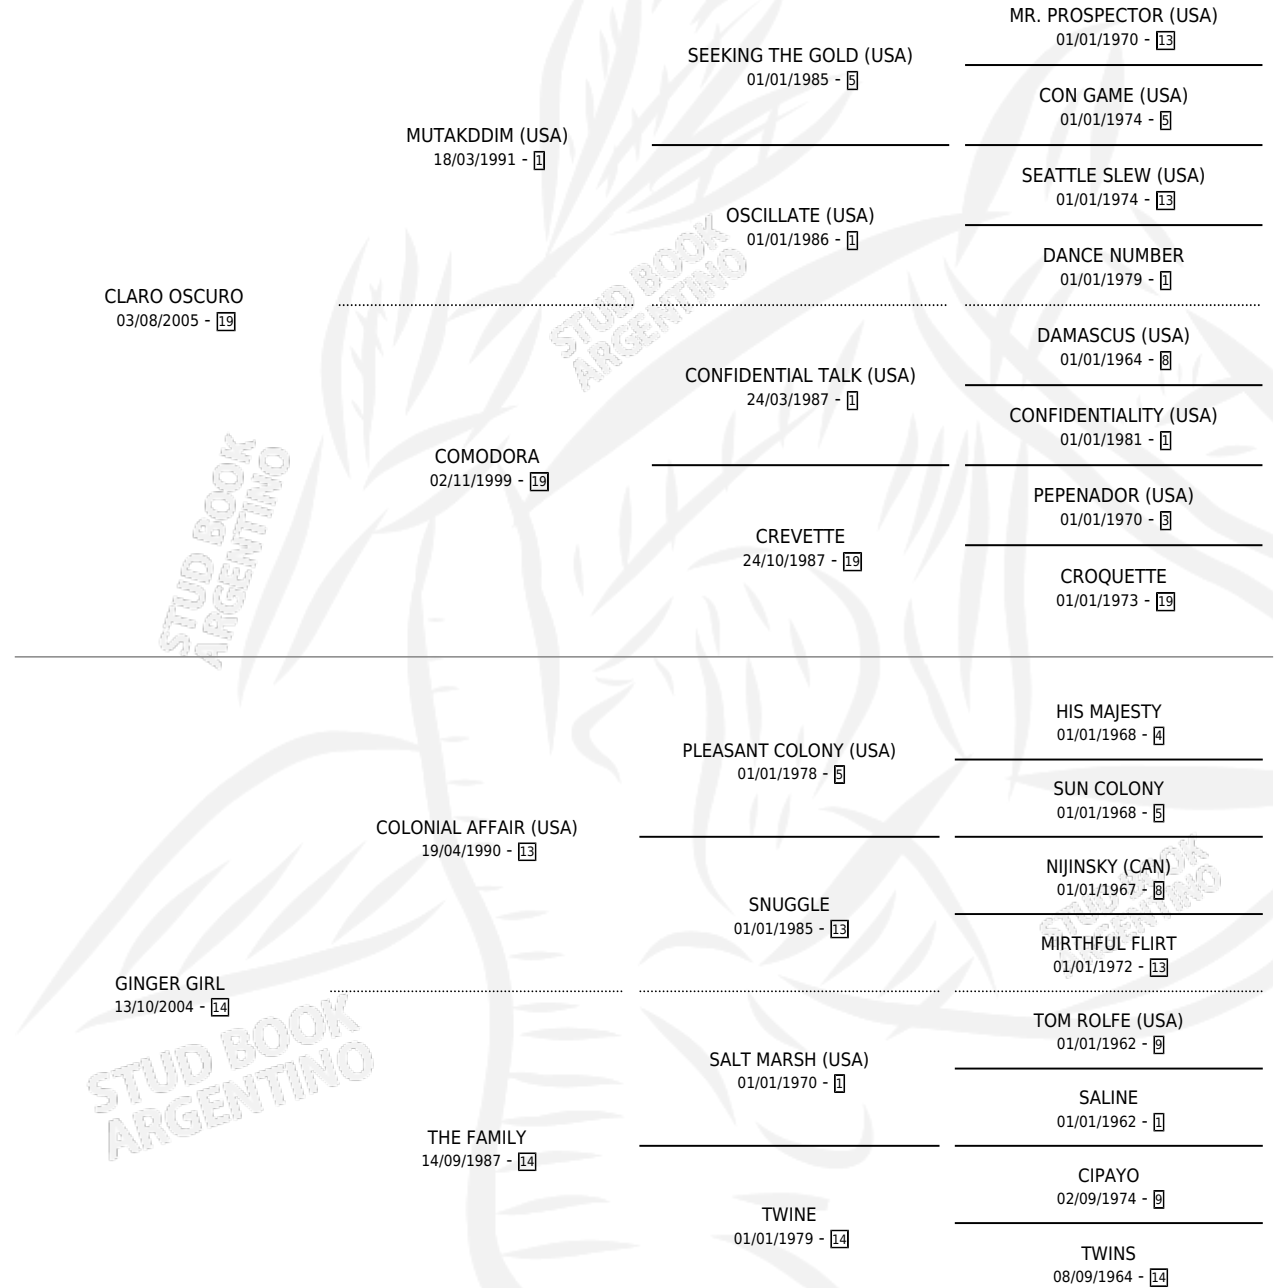 MR. PROSPECTOR (USA)
01/01/1970 - 13
SEEKING THE GOLD (USA)
01/01/1985 - 5
CON GAME (USA)
01/01/1974 - 5
MUTAKDDIM (USA)
18/03/1991 - 1
SEATTLE SLEW (USA)
01/01/1974 - 13
OSCILLATE (USA)
01/01/1986 - 1
DANCE NUMBER
01/01/1979 - 1
CLARO OSCURO
03/08/2005 - 19
STUD BOOK
ARGENTINO
DAMASCUS (USA)
01/01/1964 - 8
CONFIDENTIAL TALK (USA)
24/03/1987 - 1
CONFIDENTIALITY (USA)
01/01/1981 - 1
COMODORA
02/11/1999 - 19
PEPENADOR (USA)
01/01/1970 - 3
CREVETTE
24/10/1987 - 19
CROQUETTE
01/01/1973 - 19
STUD BOOK
ARGENTINO
HIS MAJESTY
01/01/1968 - 4
PLEASANT COLONY (USA)
01/01/1978 - 5
SUN COLONY
01/01/1968 - 5
COLONIAL AFFAIR (USA)
19/04/1990 - 13
NIJINSKY (CAN)
01/01/1967 - 8
STUD BOOK
ARGENTINO
SNUGGLE
01/01/1985 - 13
MIRTHFUL FLIRT
01/01/1972 - 13
GINGER GIRL
13/10/2004 - 14
STUD BOOK
ARGENTINO
TOM ROLFE (USA)
01/01/1962 - 9
SALT MARSH (USA)
01/01/1970 - 1
SALINE
01/01/1962 - 1
THE FAMILY
14/09/1987 - 14
CIPAYO
02/09/1974 - 9
TWINE
01/01/1979 - 14
TWINS
08/09/1964 - 14